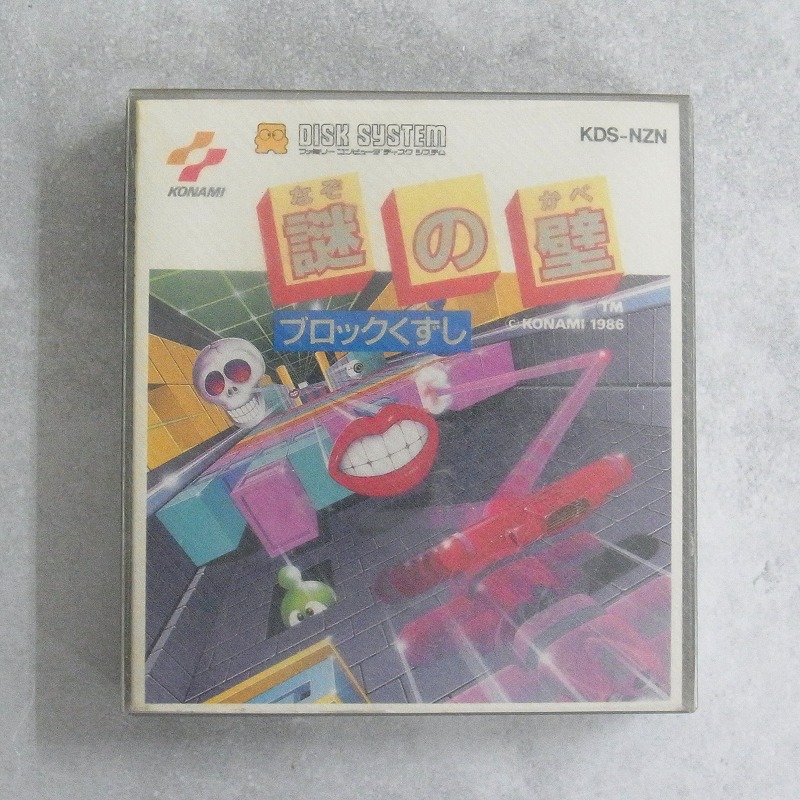 KONAMI
DISK SYSTEM
ファミリーコンピュータ ディスクシステム
KDS-NZN
なぞ かべ
謎の壁
ブロックくずし
TM
© KONAMI 1986